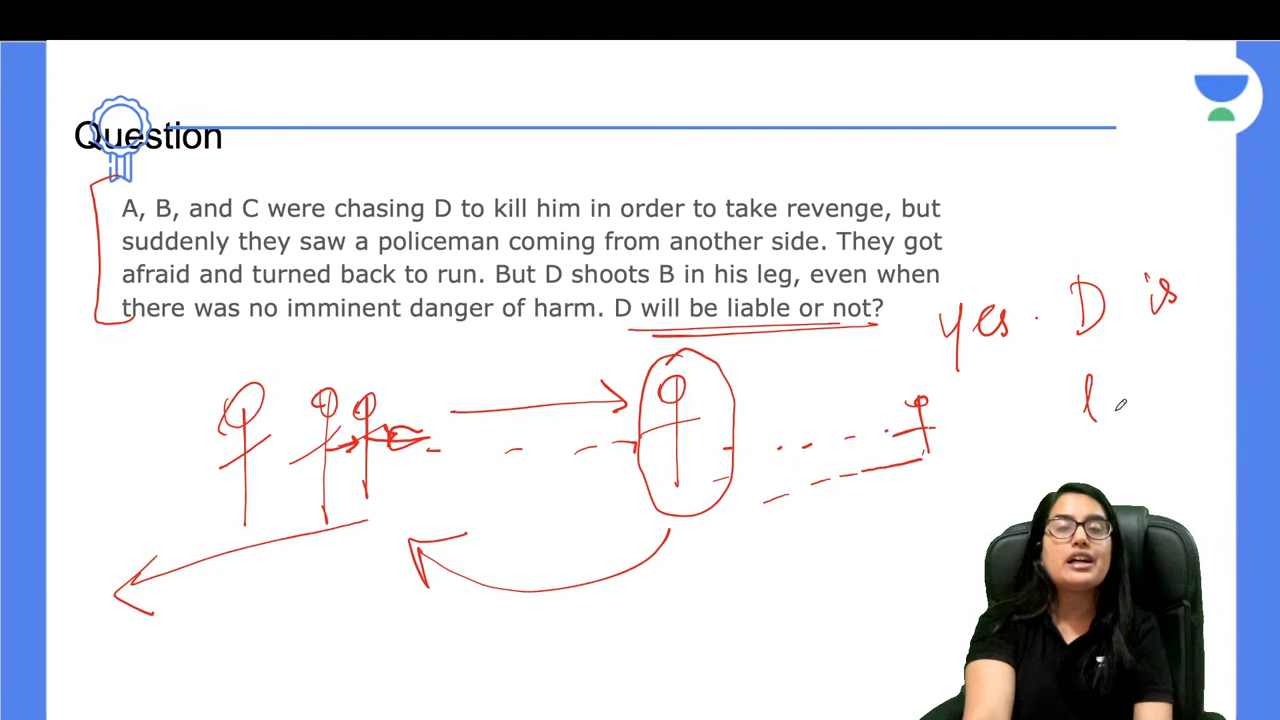 Question
A, B, and C were chasing D to kill him in order to take revenge, but
suddenly they saw a policeman coming from another side. They got
afraid and turned back to run. But D shoots B in his leg, even when
there was no imminent danger of harm. D will be liable or not?
yes. D is
l